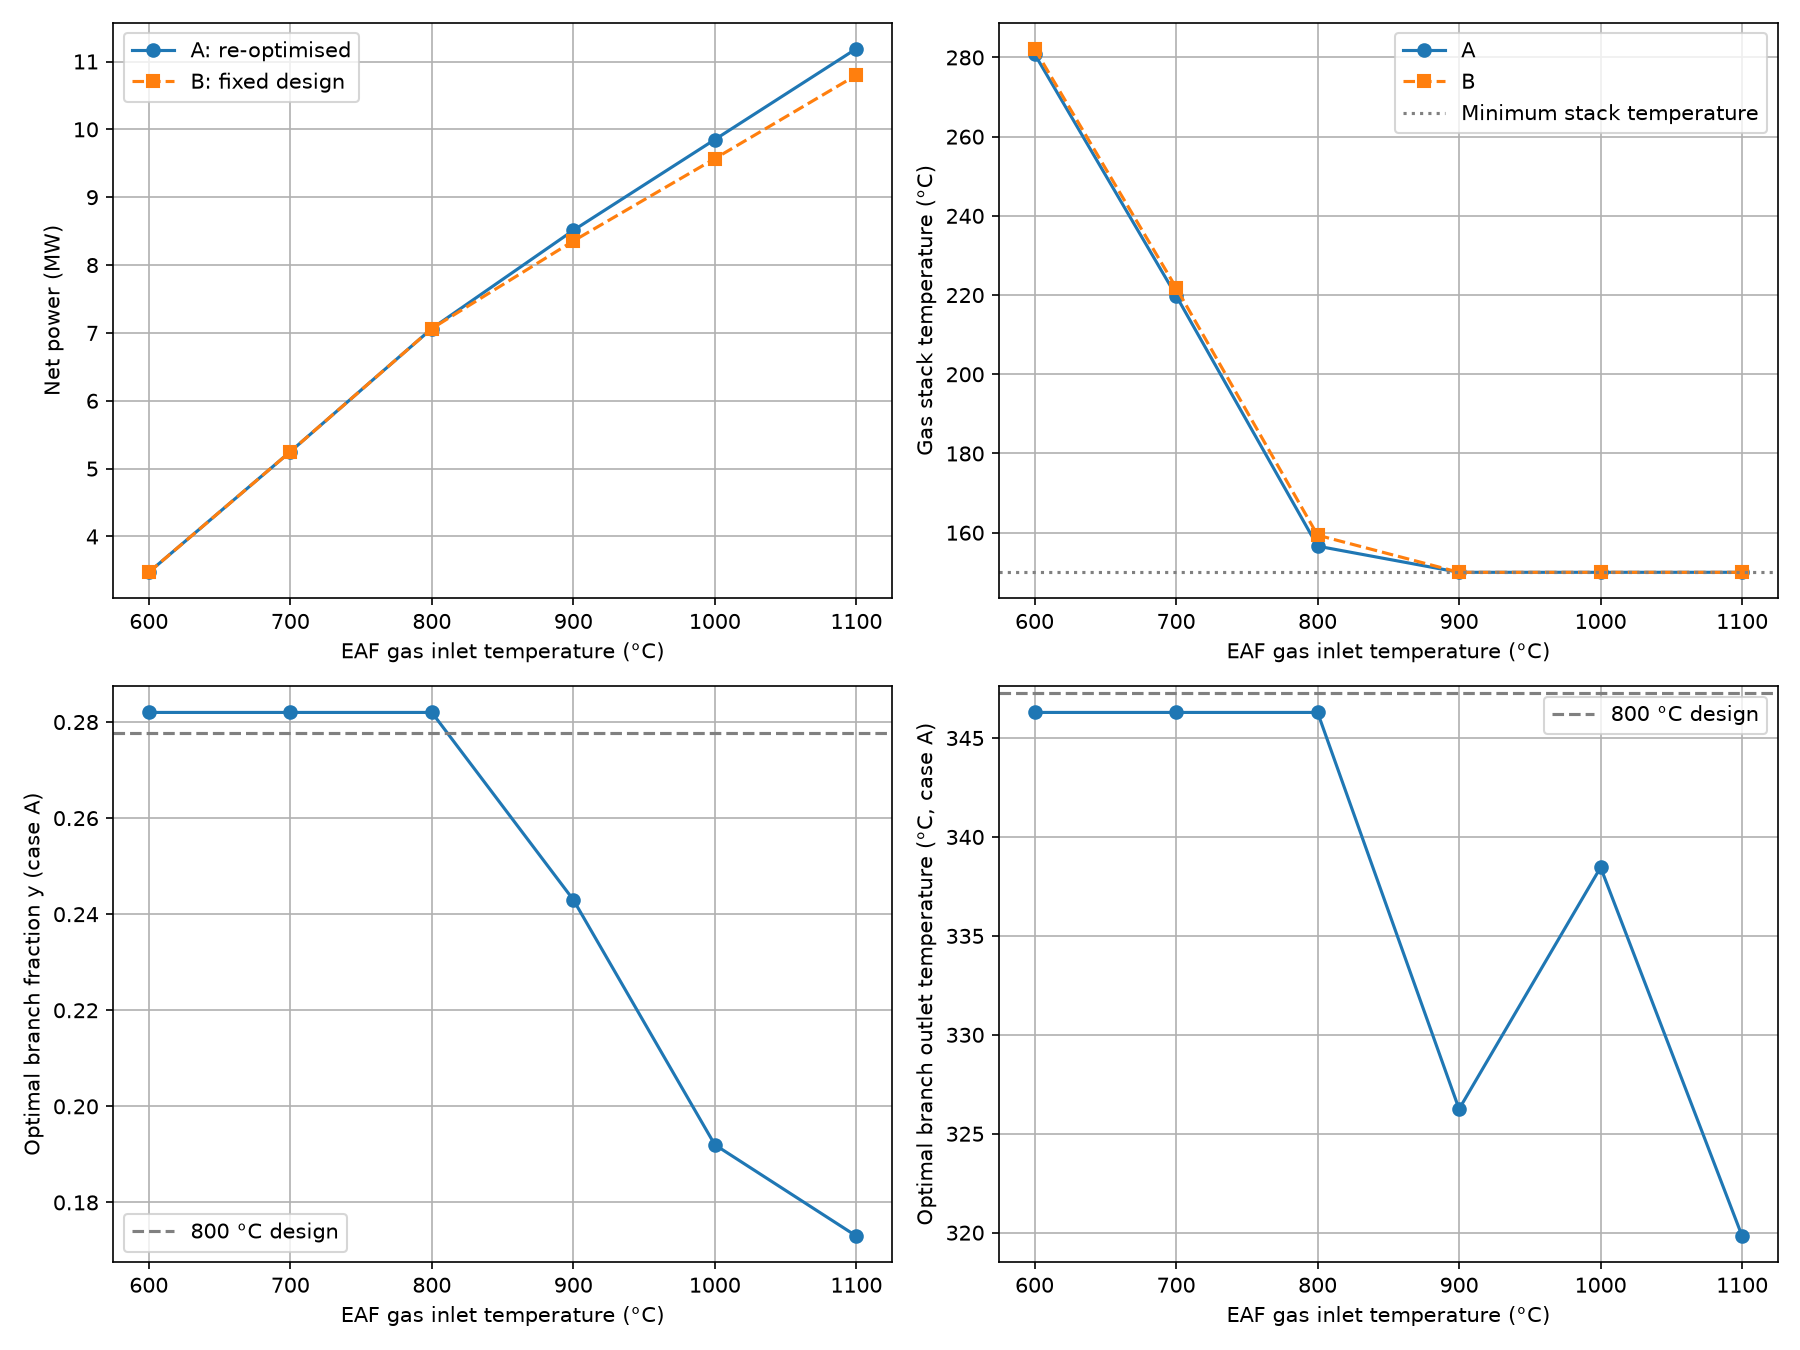 A: re-optimised
B: fixed design
11
10
9
8
7
6
5
4
Net power (MW)
600 700 800 900 1000 1100
EAF gas inlet temperature (°C)
A
B
Minimum stack temperature
280
260
240
220
200
180
160
Gas stack temperature (°C)
600 700 800 900 1000 1100
EAF gas inlet temperature (°C)
0.28
0.26
0.24
0.22
0.20
0.18
Optimal branch fraction y (case A)
800 °C design
600 700 800 900 1000 1100
EAF gas inlet temperature (°C)
800 °C design
345
340
335
330
325
320
Optimal branch outlet temperature (°C, case A)
600 700 800 900 1000 1100
EAF gas inlet temperature (°C)